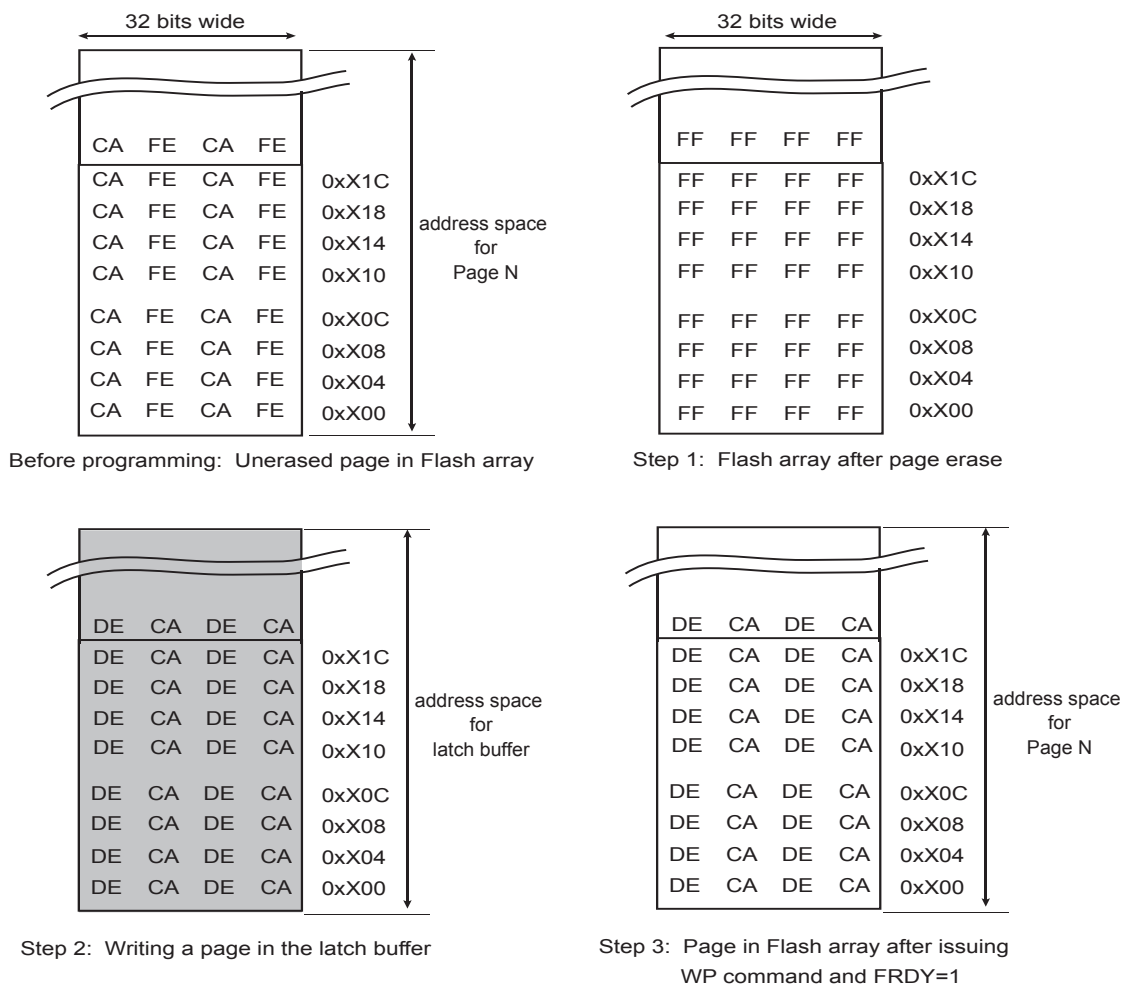 32 bits wide
CA FE CA FE
CA FE CA FE 0xX1C
CA FE CA FE 0xX18
CA FE CA FE 0xX14
CA FE CA FE 0xX10
CA FE CA FE 0xX0C
CA FE CA FE 0xX08
CA FE CA FE 0xX04
CA FE CA FE 0xX00
address space
for
Page N
Before programming: Unerased page in Flash array
32 bits wide
FF FF FF FF
FF FF FF FF 0xX1C
FF FF FF FF 0xX18
FF FF FF FF 0xX14
FF FF FF FF 0xX10
FF FF FF FF 0xX0C
FF FF FF FF 0xX08
FF FF FF FF 0xX04
FF FF FF FF 0xX00
Step 1: Flash array after page erase
DE CA DE CA
DE CA DE CA 0xX1C
DE CA DE CA 0xX18
DE CA DE CA 0xX14
DE CA DE CA 0xX10
DE CA DE CA 0xX0C
DE CA DE CA 0xX08
DE CA DE CA 0xX04
DE CA DE CA 0xX00
address space
for
latch buffer
Step 2: Writing a page in the latch buffer
DE CA DE CA
DE CA DE CA 0xX1C
DE CA DE CA 0xX18
DE CA DE CA 0xX14
DE CA DE CA 0xX10
DE CA DE CA 0xX0C
DE CA DE CA 0xX08
DE CA DE CA 0xX04
DE CA DE CA 0xX00
address space
for
Page N
Step 3: Page in Flash array after issuing
WP command and FRDY=1